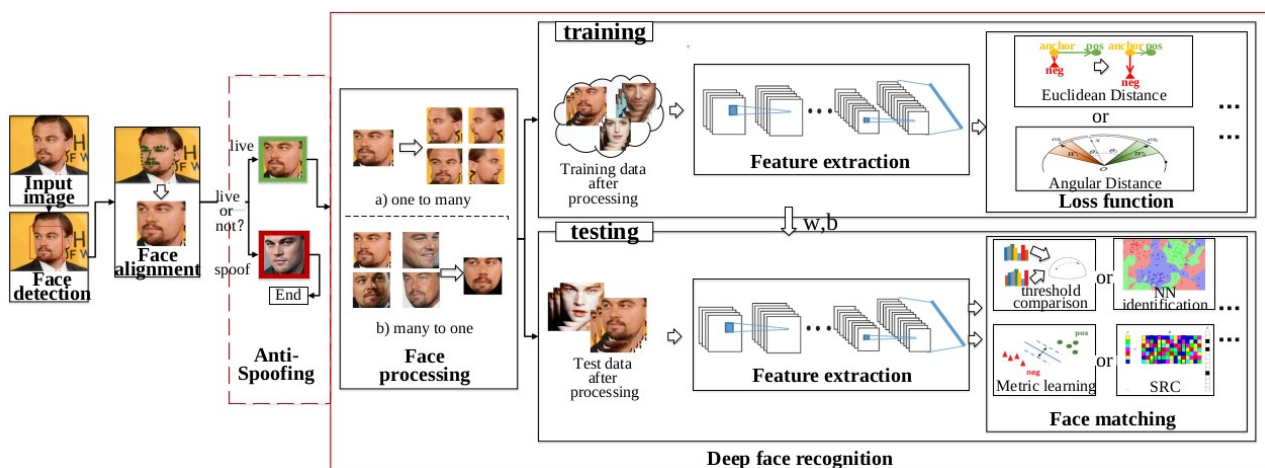 Input
image
Face
detection
Face
alignment
live
live
or
not?
spoof
End
Anti-
Spoofing
a) one to many
b) many to one
Face
processing
training
Training data
after
processing
Feature extraction
anchor pos
neg
anchor pos
neg
Euclidean Distance
or
Angular Distance
Loss function
...
...
w,b
testing
Test data
after
processing
Feature extraction
threshold
comparison
or
NN
identification
...
...
pos
neg
Metric learning
or
SRC
Face matching
Deep face recognition